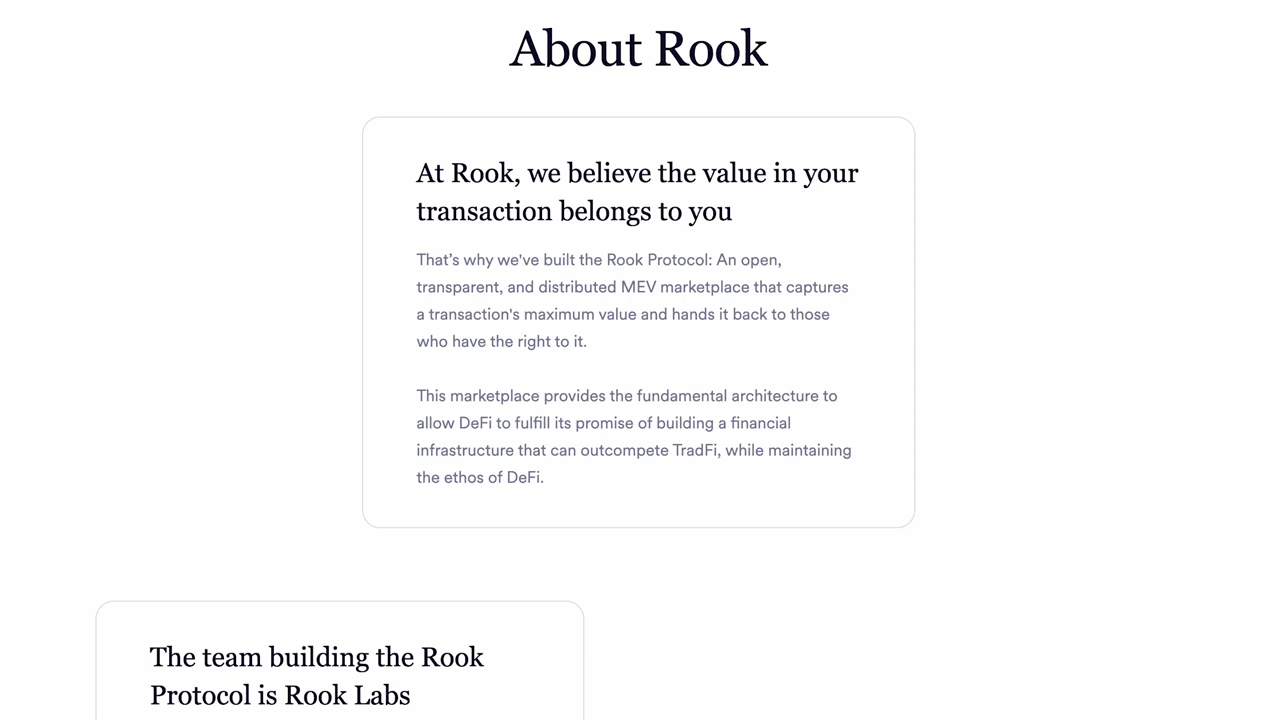 About Rook
At Rook, we believe the value in your
transaction belongs to you
That’s why we've built the Rook Protocol: An open,
transparent, and distributed MEV marketplace that captures
a transaction's maximum value and hands it back to those
who have the right to it.
This marketplace provides the fundamental architecture to
allow DeFi to fulfill its promise of building a financial
infrastructure that can outcompete TradFi, while maintaining
the ethos of DeFi.
The team building the Rook
Protocol is Rook Labs